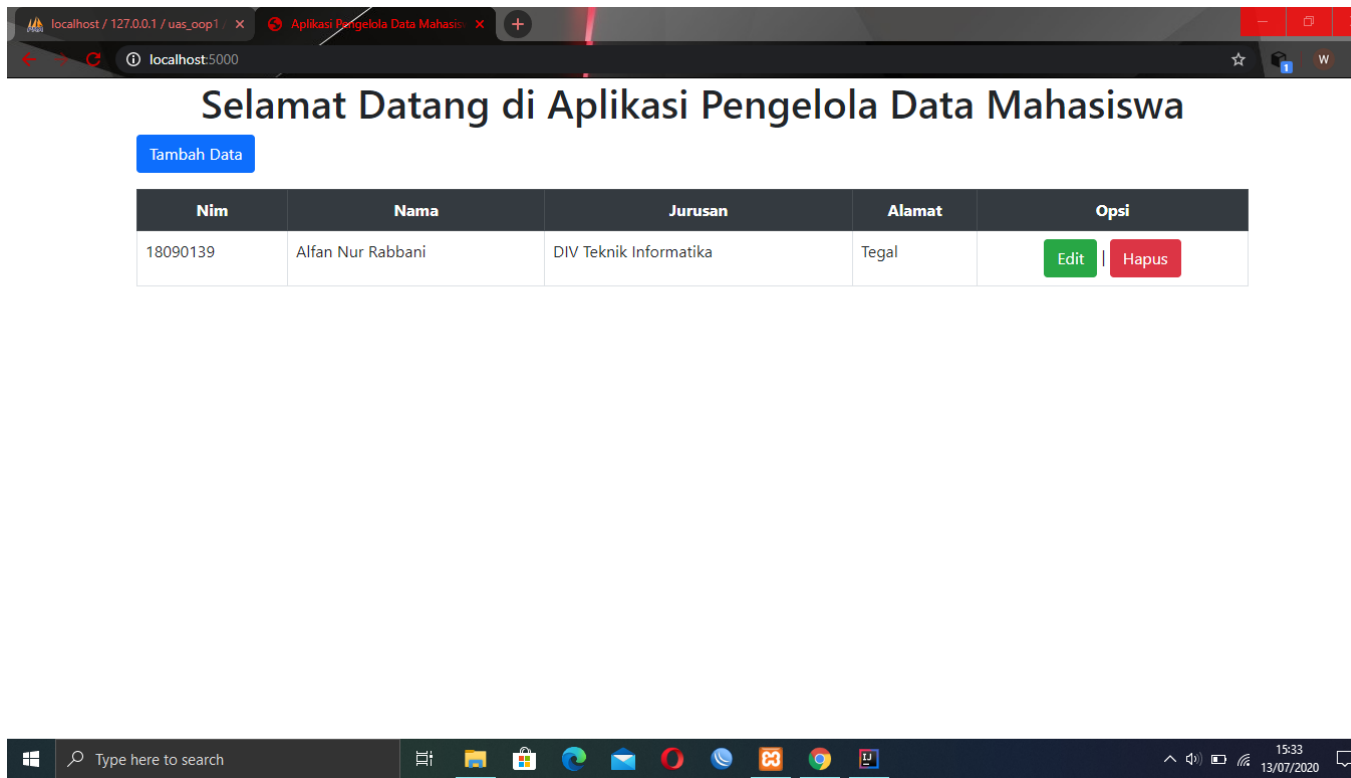 localhost / 127.0.0.1 / uas_oop1 /
Aplikasi Pengelola Data Mahasis
localhost:5000
W
1
Selamat Datang di Aplikasi Pengelola Data Mahasiswa
Tambah Data
Nim Nama Jurusan Alamat Opsi
18090139 Alfan Nur Rabbani DIV Teknik Informatika Tegal Edit | Hapus
Type here to search
15:33
13/07/2020